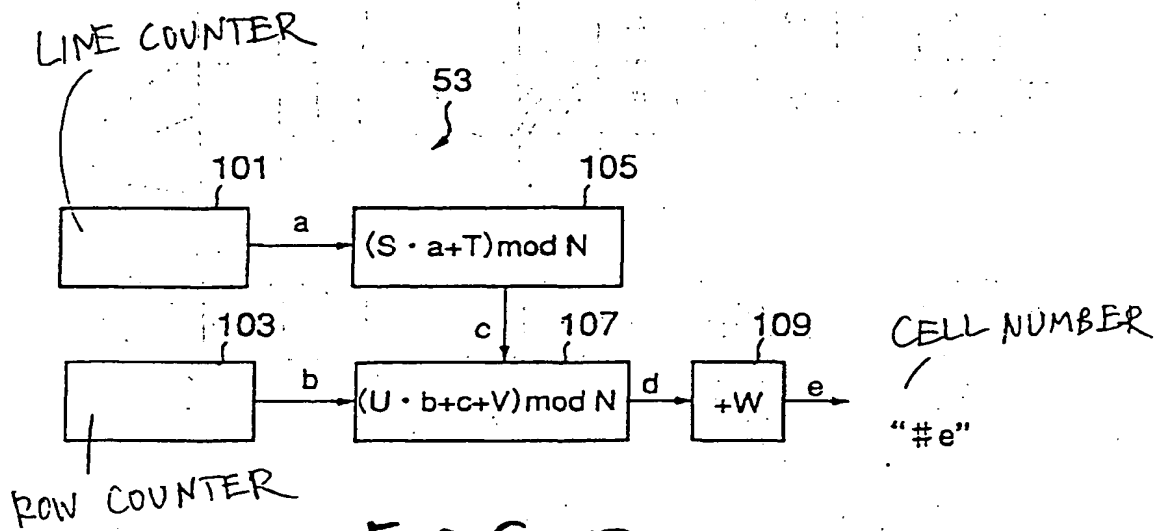 LINE COUNTER
53
101
105
a
(S · a+T) mod N
c
103
107
109
CELL NUMBER
b
(U · b+c+V) mod N
d
+W
e
“#e”
ROW COUNTER